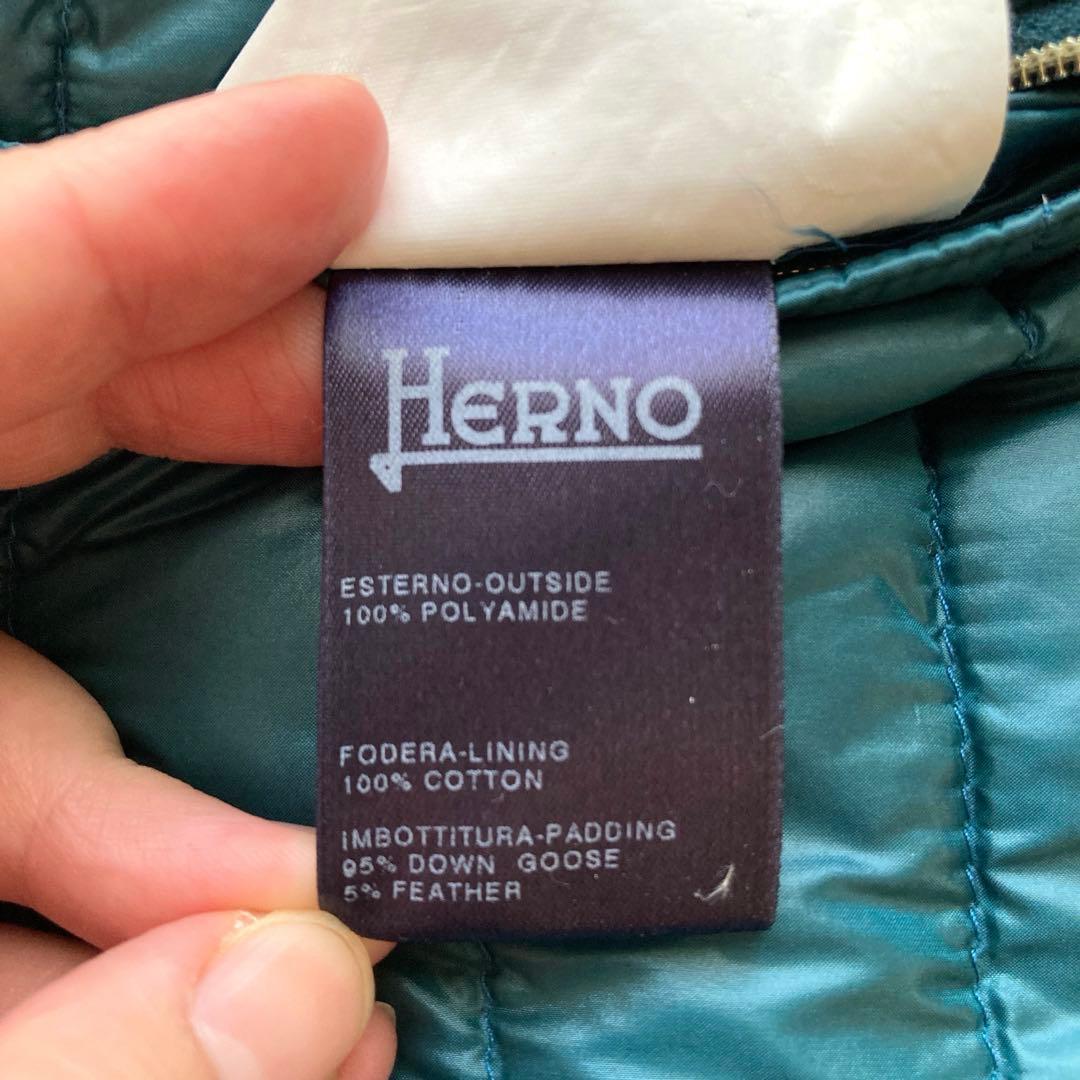 HERNO
ESTERNO-OUTSIDE
100% POLYAMIDE
FODERA-LINING
100% COTTON
IMBOTTITURA-PADDING
95% DOWN GOOSE
5% FEATHER